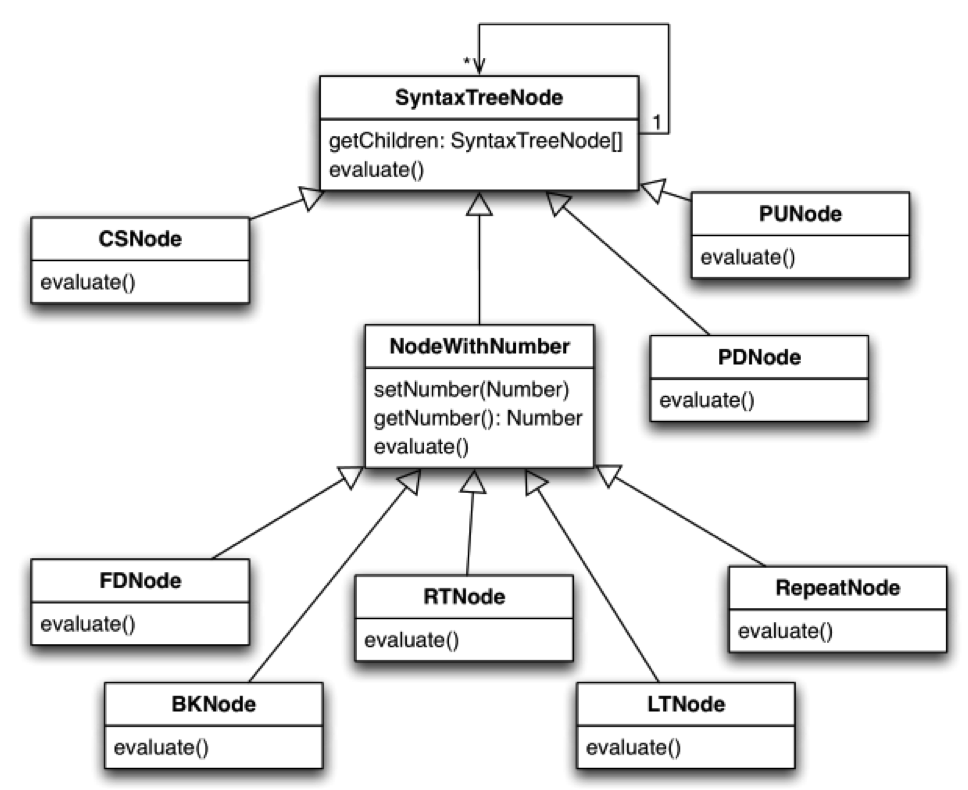 *
SyntaxTreeNode
1
getChildren: SyntaxTreeNode[]
evaluate()
CSNode
evaluate()
PUNode
evaluate()
NodeWithNumber
setNumber(Number)
getNumber(): Number
evaluate()
PDNode
evaluate()
FDNode
evaluate()
RTNode
evaluate()
RepeatNode
evaluate()
BKNode
evaluate()
LTNode
evaluate()